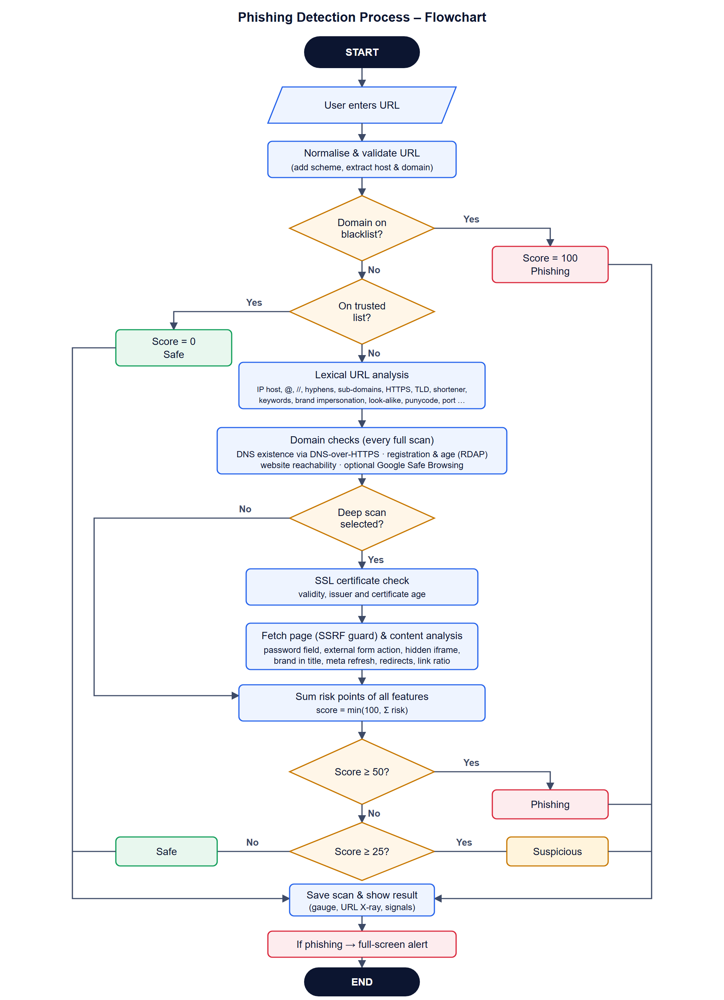 Phishing Detection Process – Flowchart
START
User enters URL
Normalise & validate URL
(add scheme, extract host & domain)
Domain on
blacklist?
Yes
Score = 100
Phishing
No
On trusted
list?
Yes
Score = 0
Safe
No
Lexical URL analysis
IP host, @, //, hyphens, sub-domains, HTTPS, TLD, shortener,
keywords, brand impersonation, look-alike, punycode, port …
Domain checks (every full scan)
DNS existence via DNS-over-HTTPS · registration & age (RDAP)
website reachability · optional Google Safe Browsing
Deep scan
selected?
No
Yes
SSL certificate check
validity, issuer and certificate age
Fetch page (SSRF guard) & content analysis
password field, external form action, hidden iframe,
brand in title, meta refresh, redirects, link ratio
Sum risk points of all features
score = min(100, Σ risk)
Score ≥ 50?
Yes
Phishing
No
Safe
No
Score ≥ 25?
Yes
Suspicious
Save scan & show result
(gauge, URL X-ray, signals)
If phishing → full-screen alert
END